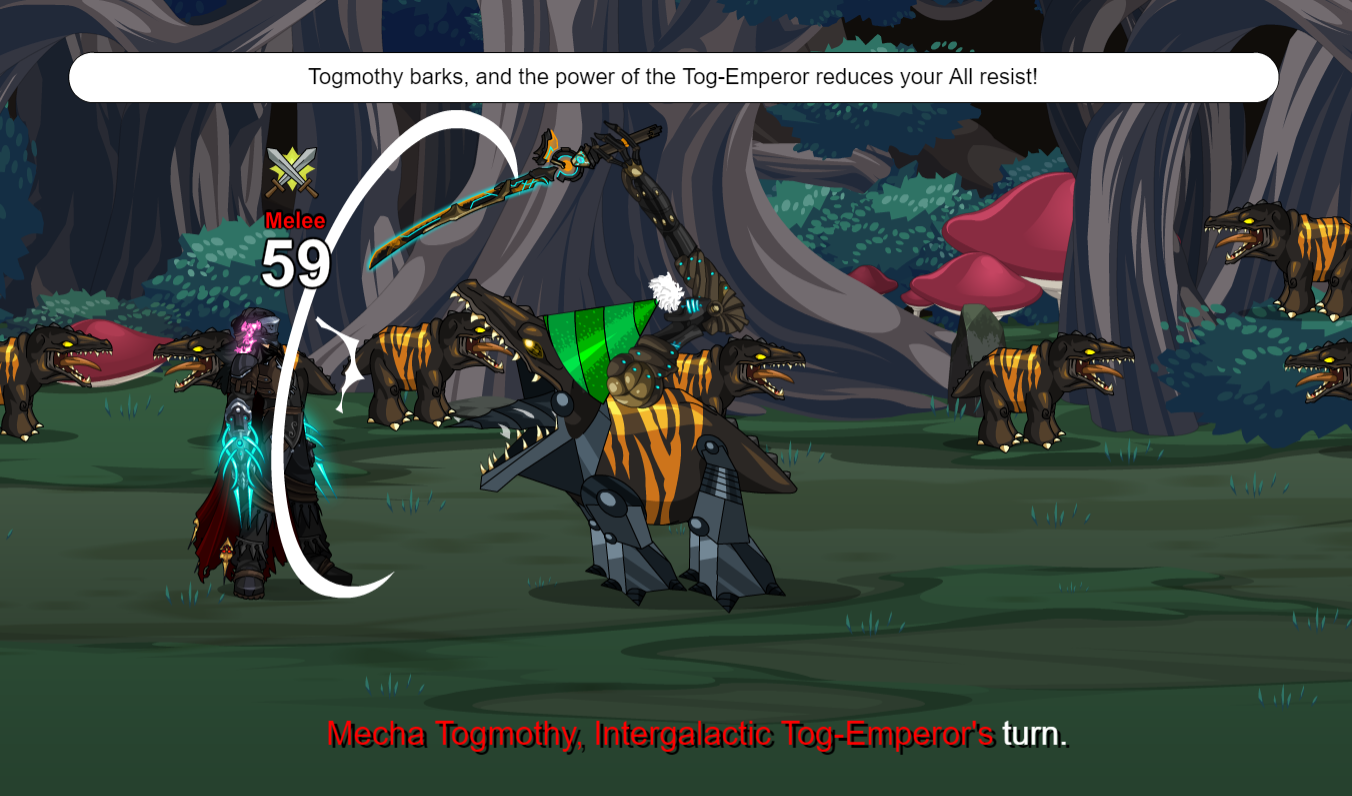 Togmothy barks, and the power of the Tog-Emperor reduces your All resist!
Melee
59
Mecha Togmothy, Intergalactic Tog-Emperor's turn.